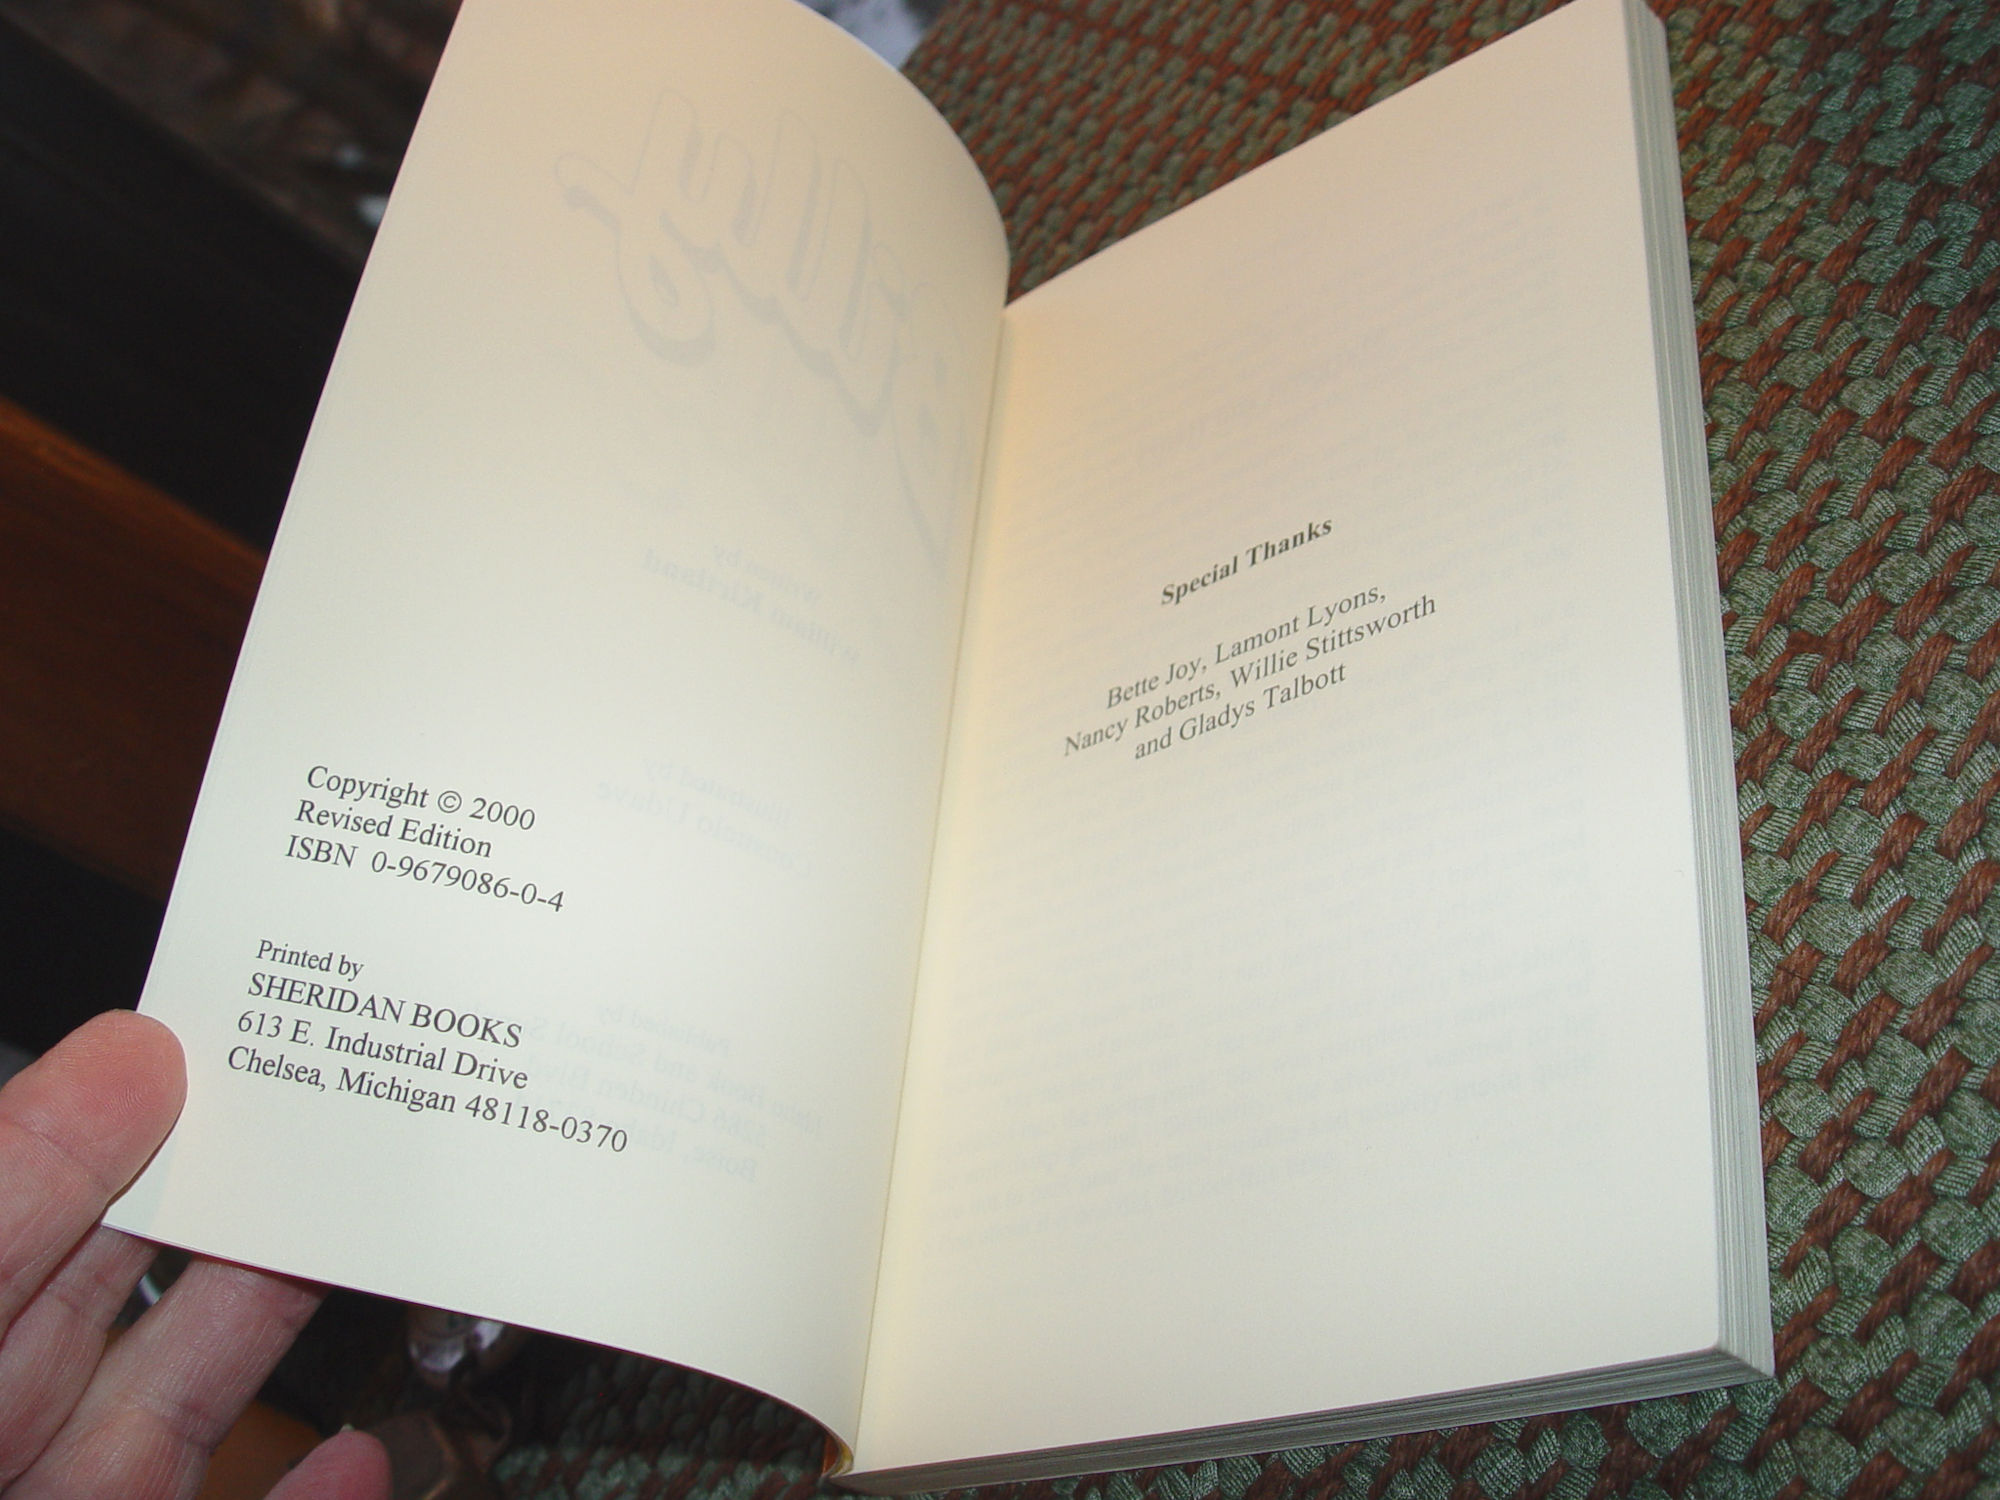 Copyright © 2000
Revised Edition
ISBN 0-9679086-0-4
Printed by
SHERIDAN BOOKS
613 E. Industrial Drive
Chelsea, Michigan 48118-0370
Special Thanks
Bette Joy, Lamont Lyons,
Nancy Roberts, Willie Stittsworth
and Gladys Talbott